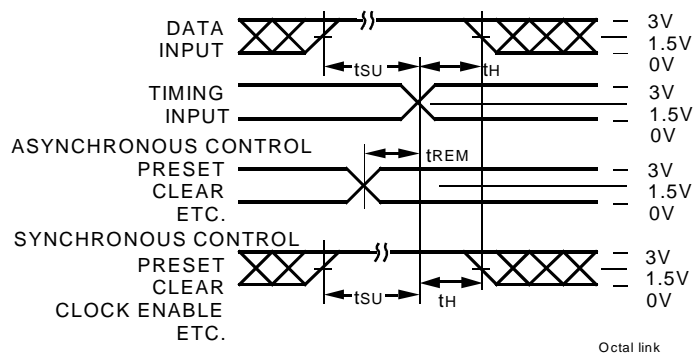 DATA
INPUT
tSU
tH
3V
1.5V
0V
TIMING
INPUT
3V
1.5V
0V
ASYNCHRONOUS CONTROL
PRESET
CLEAR
ETC.
tREM
3V
1.5V
0V
SYNCHRONOUS CONTROL
PRESET
CLEAR
CLOCK ENABLE
ETC.
tSU
tH
3V
1.5V
0V
Octal link